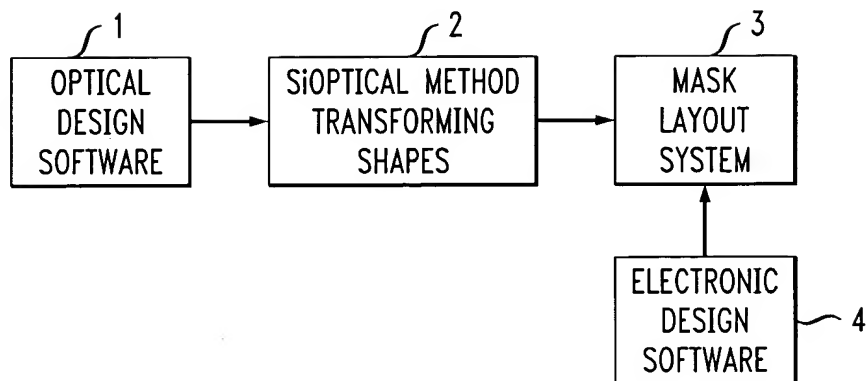 1
OPTICAL
DESIGN
SOFTWARE
2
SiOPTICAL METHOD
TRANSFORMING
SHAPES
3
MASK
LAYOUT
SYSTEM
ELECTRONIC
DESIGN
SOFTWARE
4